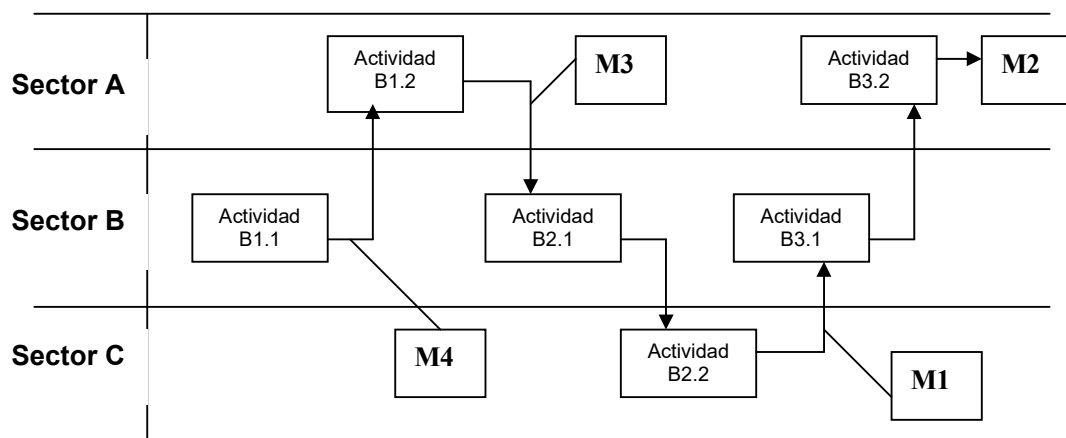 Sector A
Actividad
B1.2
M3
Actividad
B3.2
M2
Sector B
Actividad
B1.1
Actividad
B2.1
Actividad
B3.1
Sector C
M4
Actividad
B2.2
M1